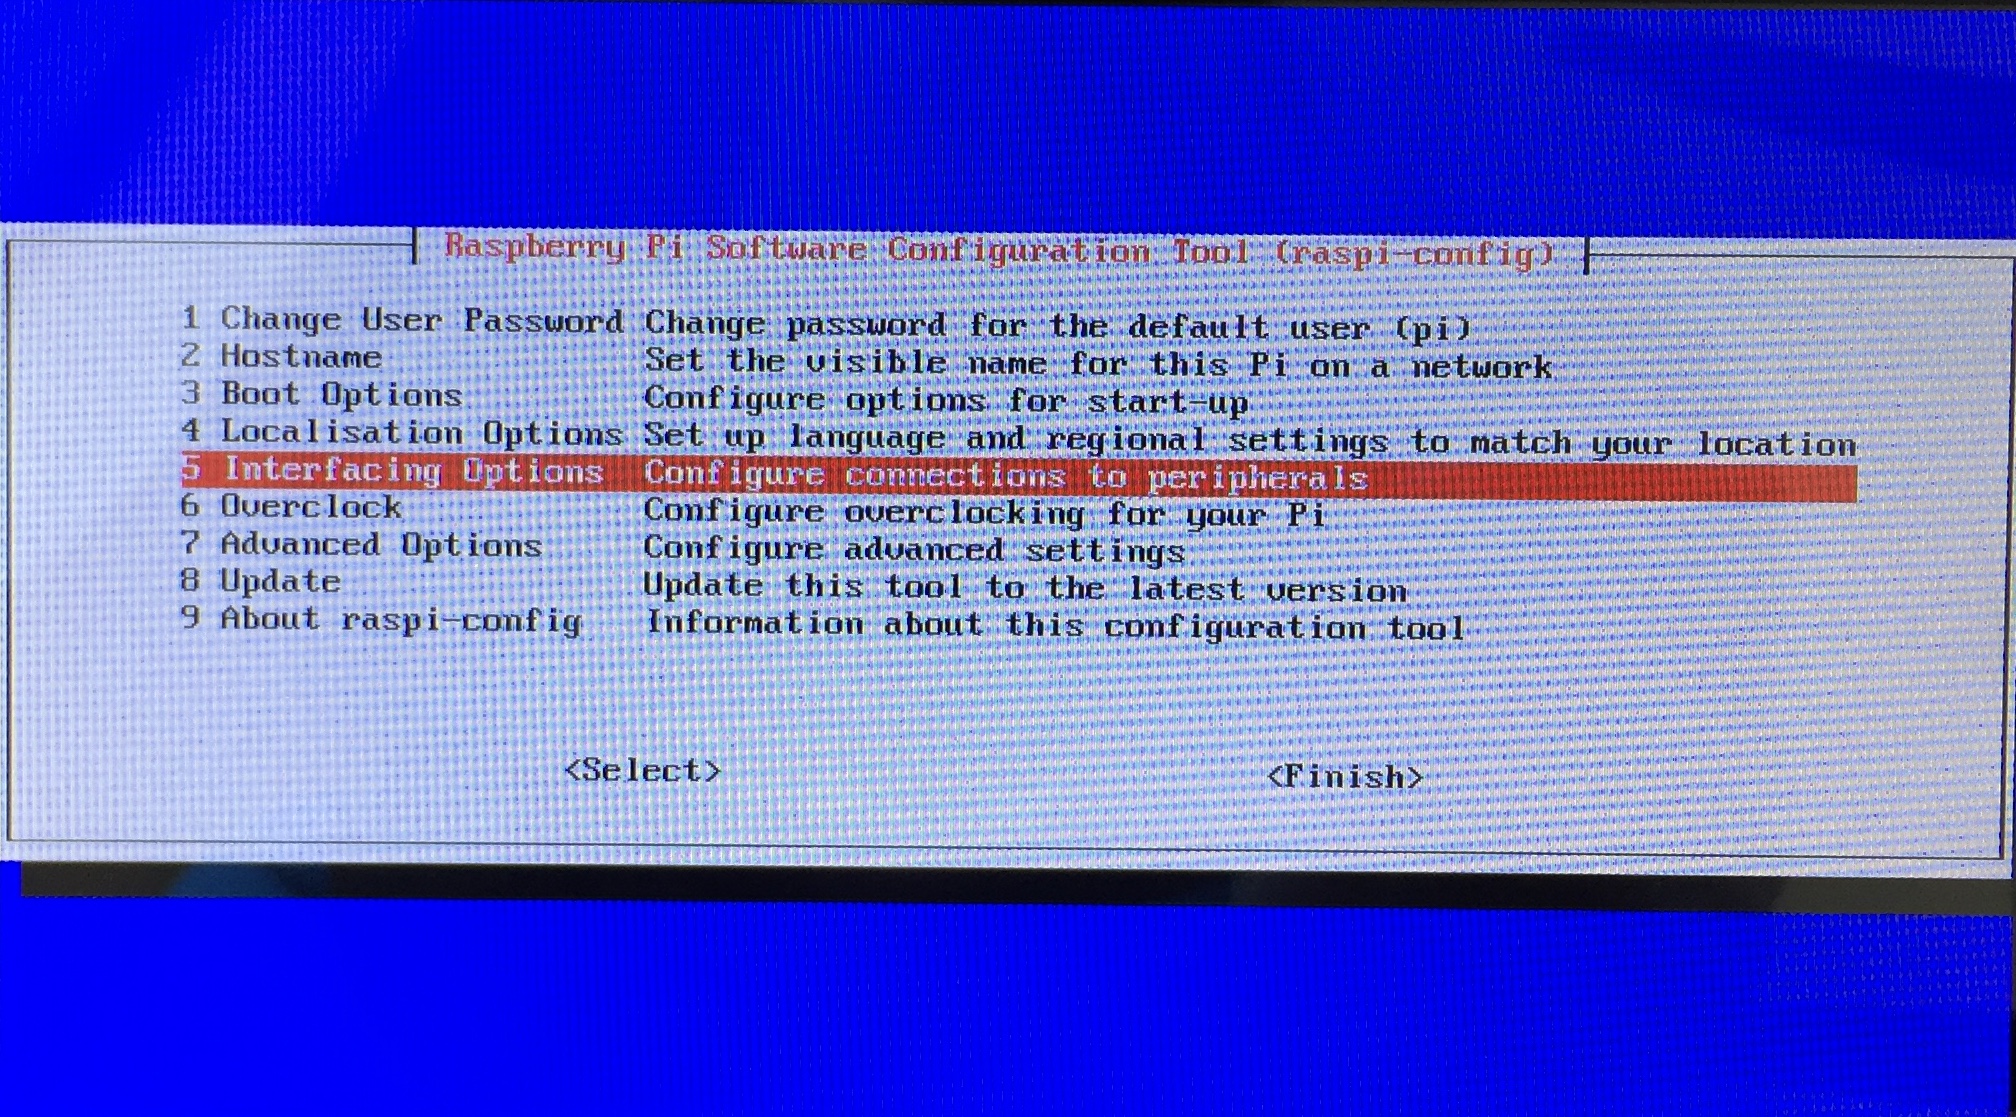 Raspberry Pi Software Configuration Tool (raspi-config)
1 Change User Password Change password for the default user (pi)
2 Hostname Set the visible name for this Pi on a network
3 Boot Options Configure options for start-up
4 Localisation Options Set up language and regional settings to match your location
5 Interfacing Options Configure connections to peripherals
6 Overclock Configure overclocking for your Pi
7 Advanced Options Configure advanced settings
8 Update Update this tool to the latest version
9 About raspi-config Information about this configuration tool
<Select> <Finish>